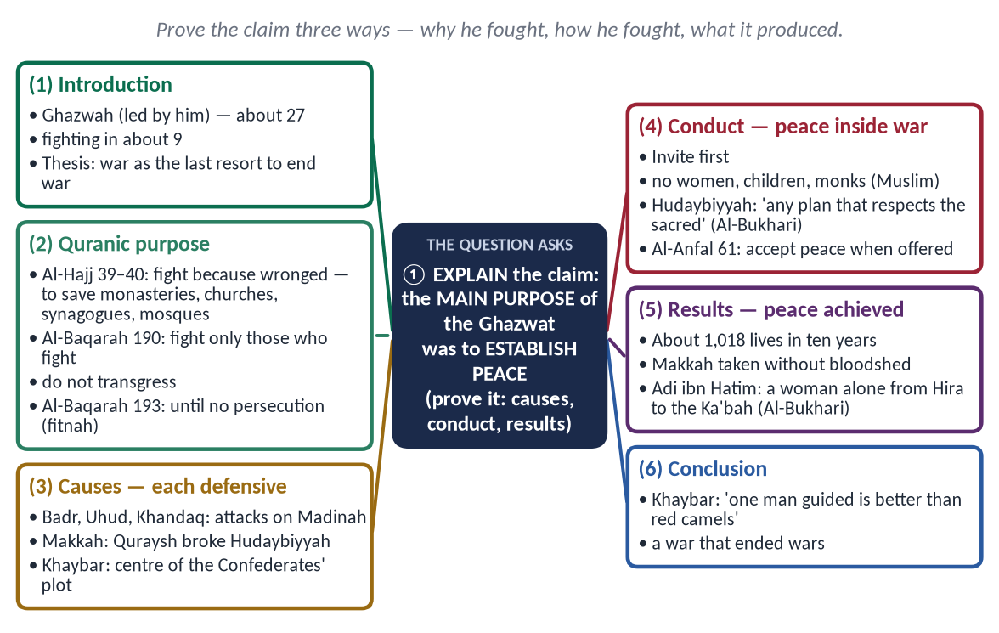 Prove the claim three ways — why he fought, how he fought, what it produced.
(1) Introduction
• Ghazwah (led by him) — about 27
• fighting in about 9
• Thesis: war as the last resort to end
war
(2) Quranic purpose
• Al-Hajj 39–40: fight because wronged —
to save monasteries, churches,
synagogues, mosques
• Al-Baqarah 190: fight only those who
fight
• do not transgress
• Al-Baqarah 193: until no persecution
(fitnah)
(3) Causes — each defensive
• Badr, Uhud, Khandaq: attacks on Madinah
• Makkah: Quraysh broke Hudaybiyyah
• Khaybar: centre of the Confederates'
plot
THE QUESTION ASKS
① EXPLAIN the claim:
the MAIN PURPOSE of
the Ghazwat
was to ESTABLISH
PEACE
(prove it: causes,
conduct, results)
(4) Conduct — peace inside war
• Invite first
• no women, children, monks (Muslim)
• Hudaybiyyah: 'any plan that respects the
sacred' (Al-Bukhari)
• Al-Anfal 61: accept peace when offered
(5) Results — peace achieved
• About 1,018 lives in ten years
• Makkah taken without bloodshed
• Adi ibn Hatim: a woman alone from Hira
to the Ka'bah (Al-Bukhari)
(6) Conclusion
• Khaybar: 'one man guided is better than
red camels'
• a war that ended wars